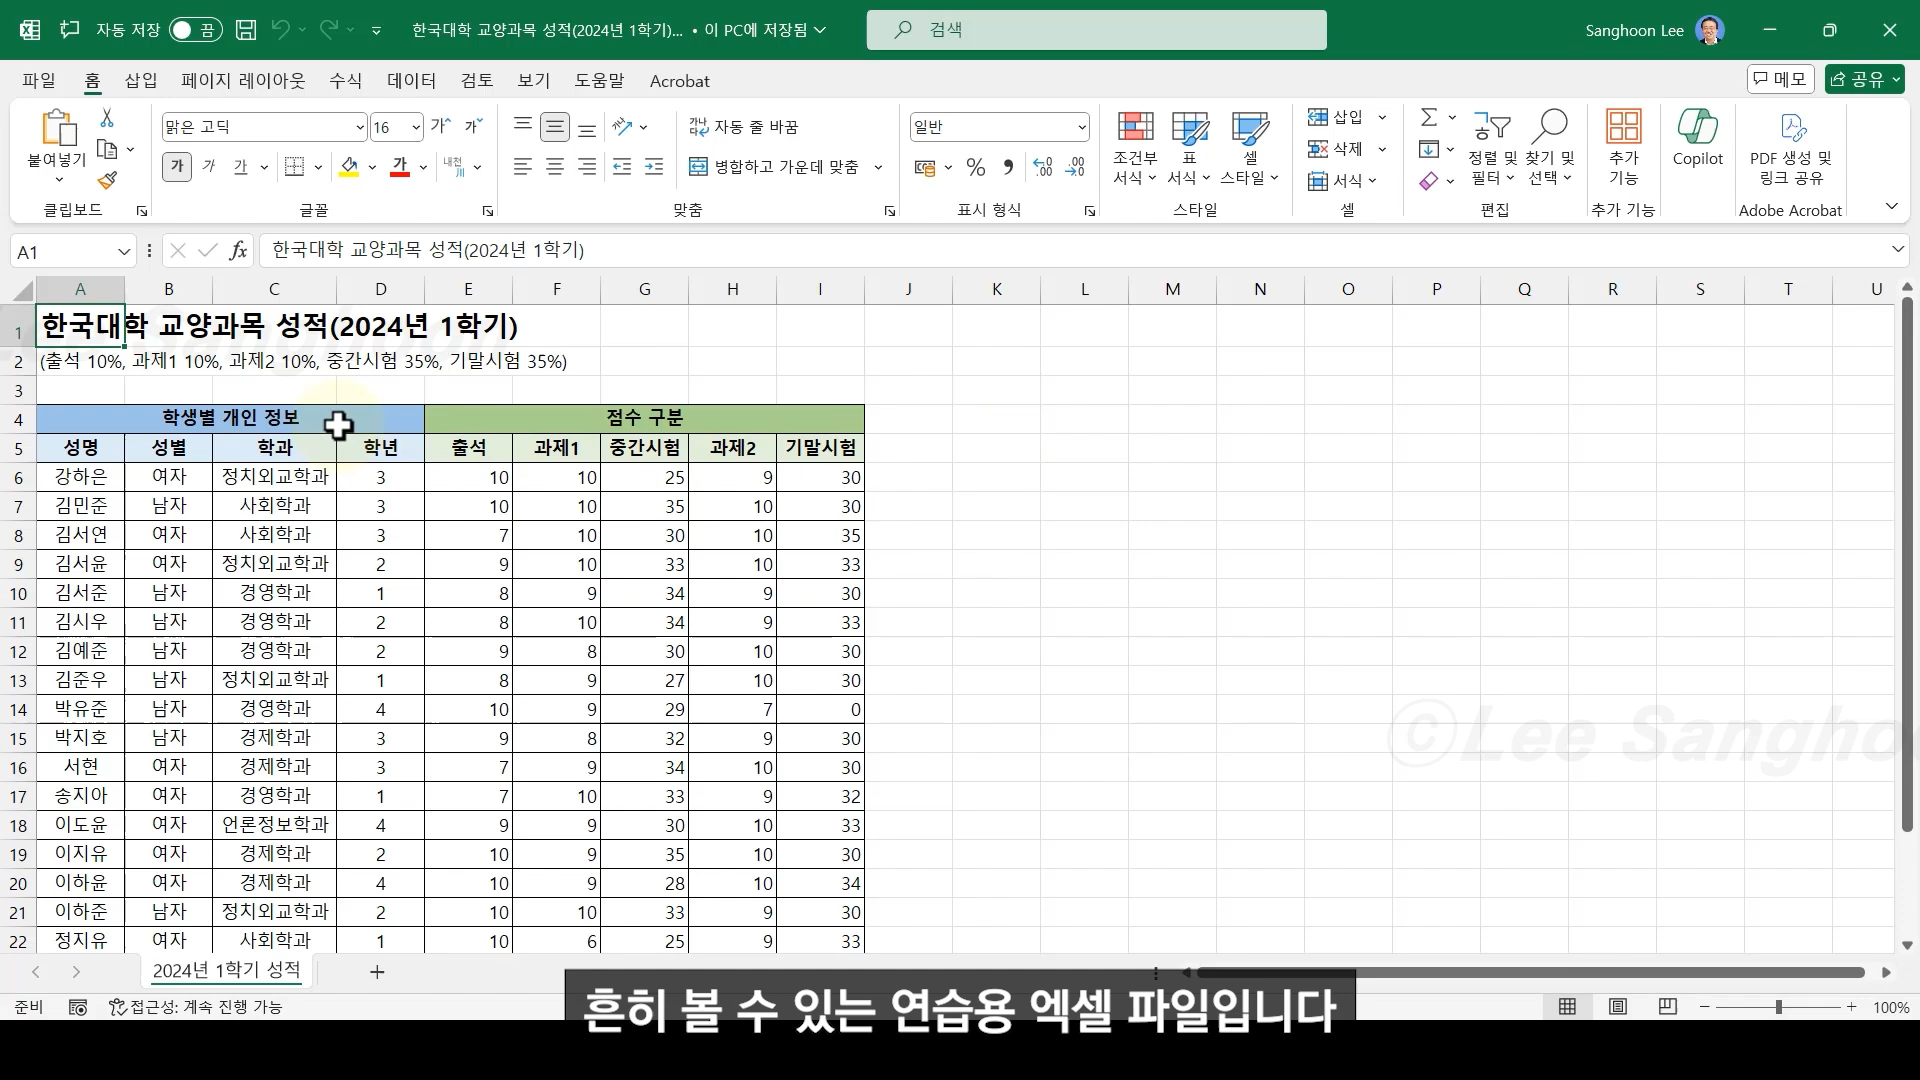 자동 저장 끔 한국대학 교양과목 성적(2024년 1학기)... • 이 PC에 저장됨 검색 Sanghoon Lee
파일 홈 삽입 페이지 레이아웃 수식 데이터 검토 보기 도움말 Acrobat 메모 공유
붙여넣기 클립보드
맑은 고딕 16 가 가
가 가 가 가 내천 川 글꼴
가나다 자동 줄 바꿈
병합하고 가운데 맞춤
맞춤
일반
% 표시 형식
조건부 서식 표 서식 셀 스타일 스타일
삽입
삭제
서식
셀
정렬 및 필터 찾기 및 선택 편집
추가 기능 추가 기능
Copilot
PDF 생성 및 링크 공유 Adobe Acrobat
A1 fx 한국대학 교양과목 성적(2024년 1학기)
A B C D E F G H I J K L M N O P Q R S T U
1 한국대학 교양과목 성적(2024년 1학기)
2 (출석 10%, 과제1 10%, 과제2 10%, 중간시험 35%, 기말시험 35%)
3
4 학생별 개인 정보 점수 구분
5 성명 성별 학과 학년 출석 과제1 중간시험 과제2 기말시험
6 강하은 여자 정치외교학과 3 10 10 25 9 30
7 김민준 남자 사회학과 3 10 10 35 10 30
8 김서연 여자 사회학과 3 7 10 30 10 35
9 김서윤 여자 정치외교학과 2 9 10 33 10 33
10 김서준 남자 경영학과 1 8 9 34 9 30
11 김시우 남자 경영학과 2 8 10 34 9 33
12 김예준 남자 경영학과 2 9 8 30 10 30
13 김준우 남자 정치외교학과 1 8 9 27 10 30
14 박유준 남자 경영학과 4 10 9 29 7 0
15 박지호 남자 경제학과 3 9 8 32 9 30
16 서현 여자 경제학과 3 7 9 34 10 30
17 송지아 여자 경영학과 1 7 10 33 9 32
18 이도윤 여자 언론정보학과 4 9 9 30 10 33
19 이지유 여자 경제학과 2 10 9 35 10 30
20 이하윤 여자 경제학과 4 10 9 28 10 34
21 이하준 남자 정치외교학과 2 10 10 33 9 30
22 정지유 여자 사회학과 1 10 6 25 9 33
©Lee Sangho
2024년 1학기 성적
준비 접근성: 계속 진행 가능 100%
흔히 볼 수 있는 연습용 엑셀 파일입니다